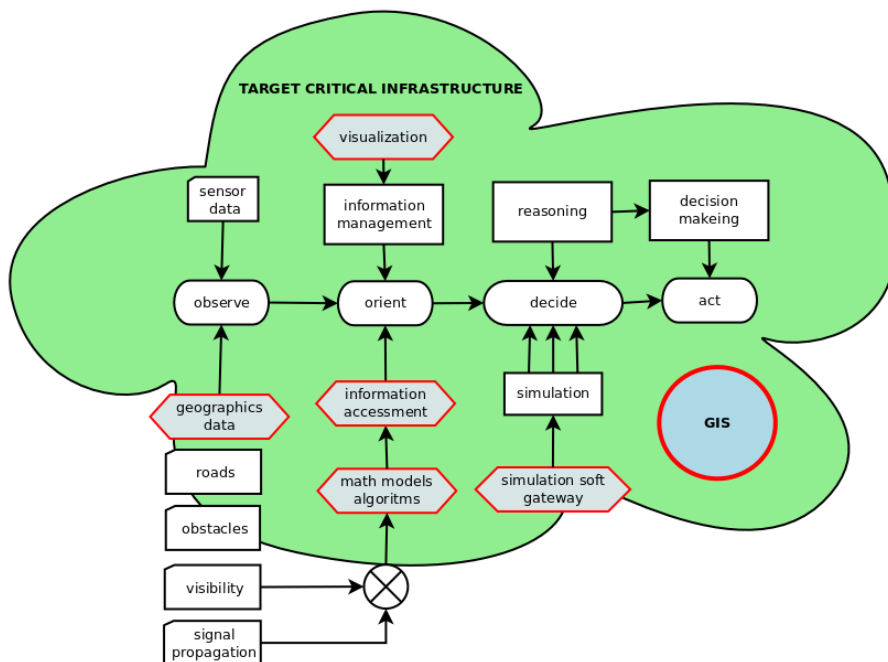 TARGET CRITICAL INFRASTRUCTURE
visualization
sensor
data
information
management
reasoning
decision
makeing
observe
orient
decide
act
geographics
data
information
accessment
simulation
GIS
roads
math models
algoritms
simulation soft
gateway
obstacles
visibility
signal
propagation